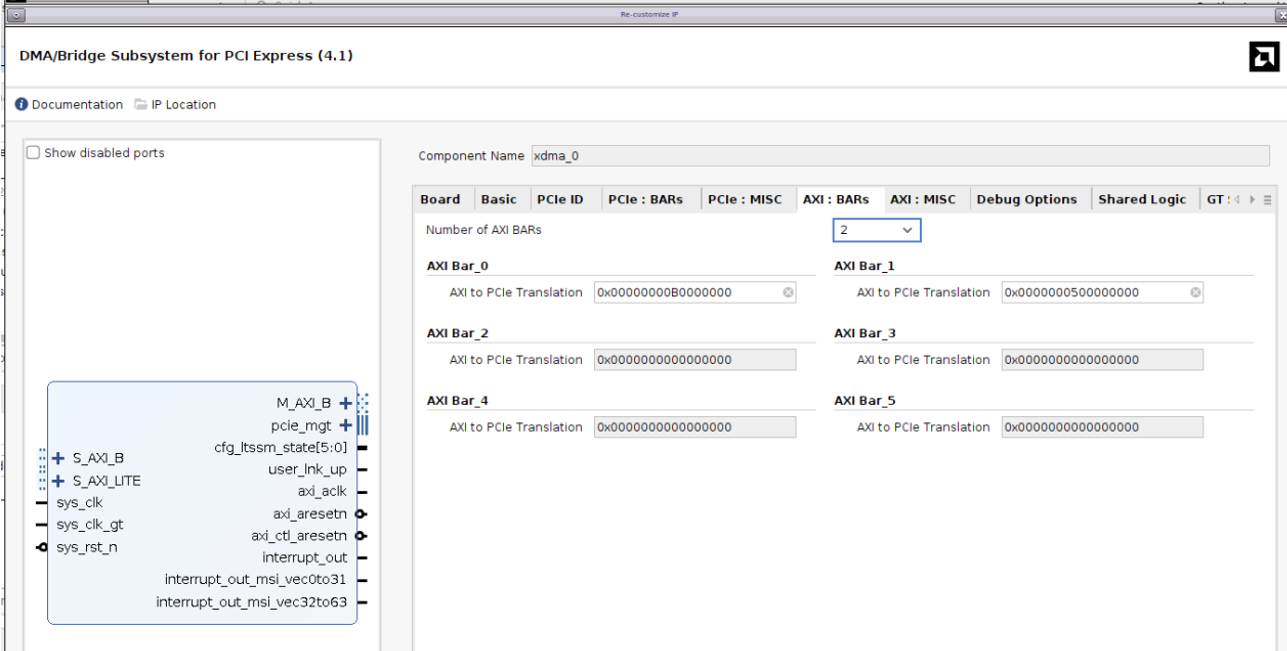 Re-customize IP
DMA/Bridge Subsystem for PCI Express (4.1)
Documentation IP Location
Show disabled ports
Component Name xdma_0
Board Basic PCIe ID PCIe : BARs PCIe : MISC AXI : BARs AXI : MISC Debug Options Shared Logic GT
Number of AXI BARs 2
AXI Bar_0 AXI Bar_1
AXI to PCIe Translation 0x00000000B0000000 AXI to PCIe Translation 0x0000000500000000
AXI Bar_2 AXI Bar_3
AXI to PCIe Translation 0x0000000000000000 AXI to PCIe Translation 0x0000000000000000
AXI Bar_4 AXI Bar_5
AXI to PCIe Translation 0x0000000000000000 AXI to PCIe Translation 0x0000000000000000
M_AXI_B
pcie_mgt
cfg_ltssm_state[5:0]
S_AXI_B
user_lnk_up
S_AXI_LITE
axi_aclk
sys_clk
axi_aresetn
sys_clk_gt
axi_ctl_aresetn
sys_rst_n
interrupt_out
interrupt_out_msi_vec0to31
interrupt_out_msi_vec32to63